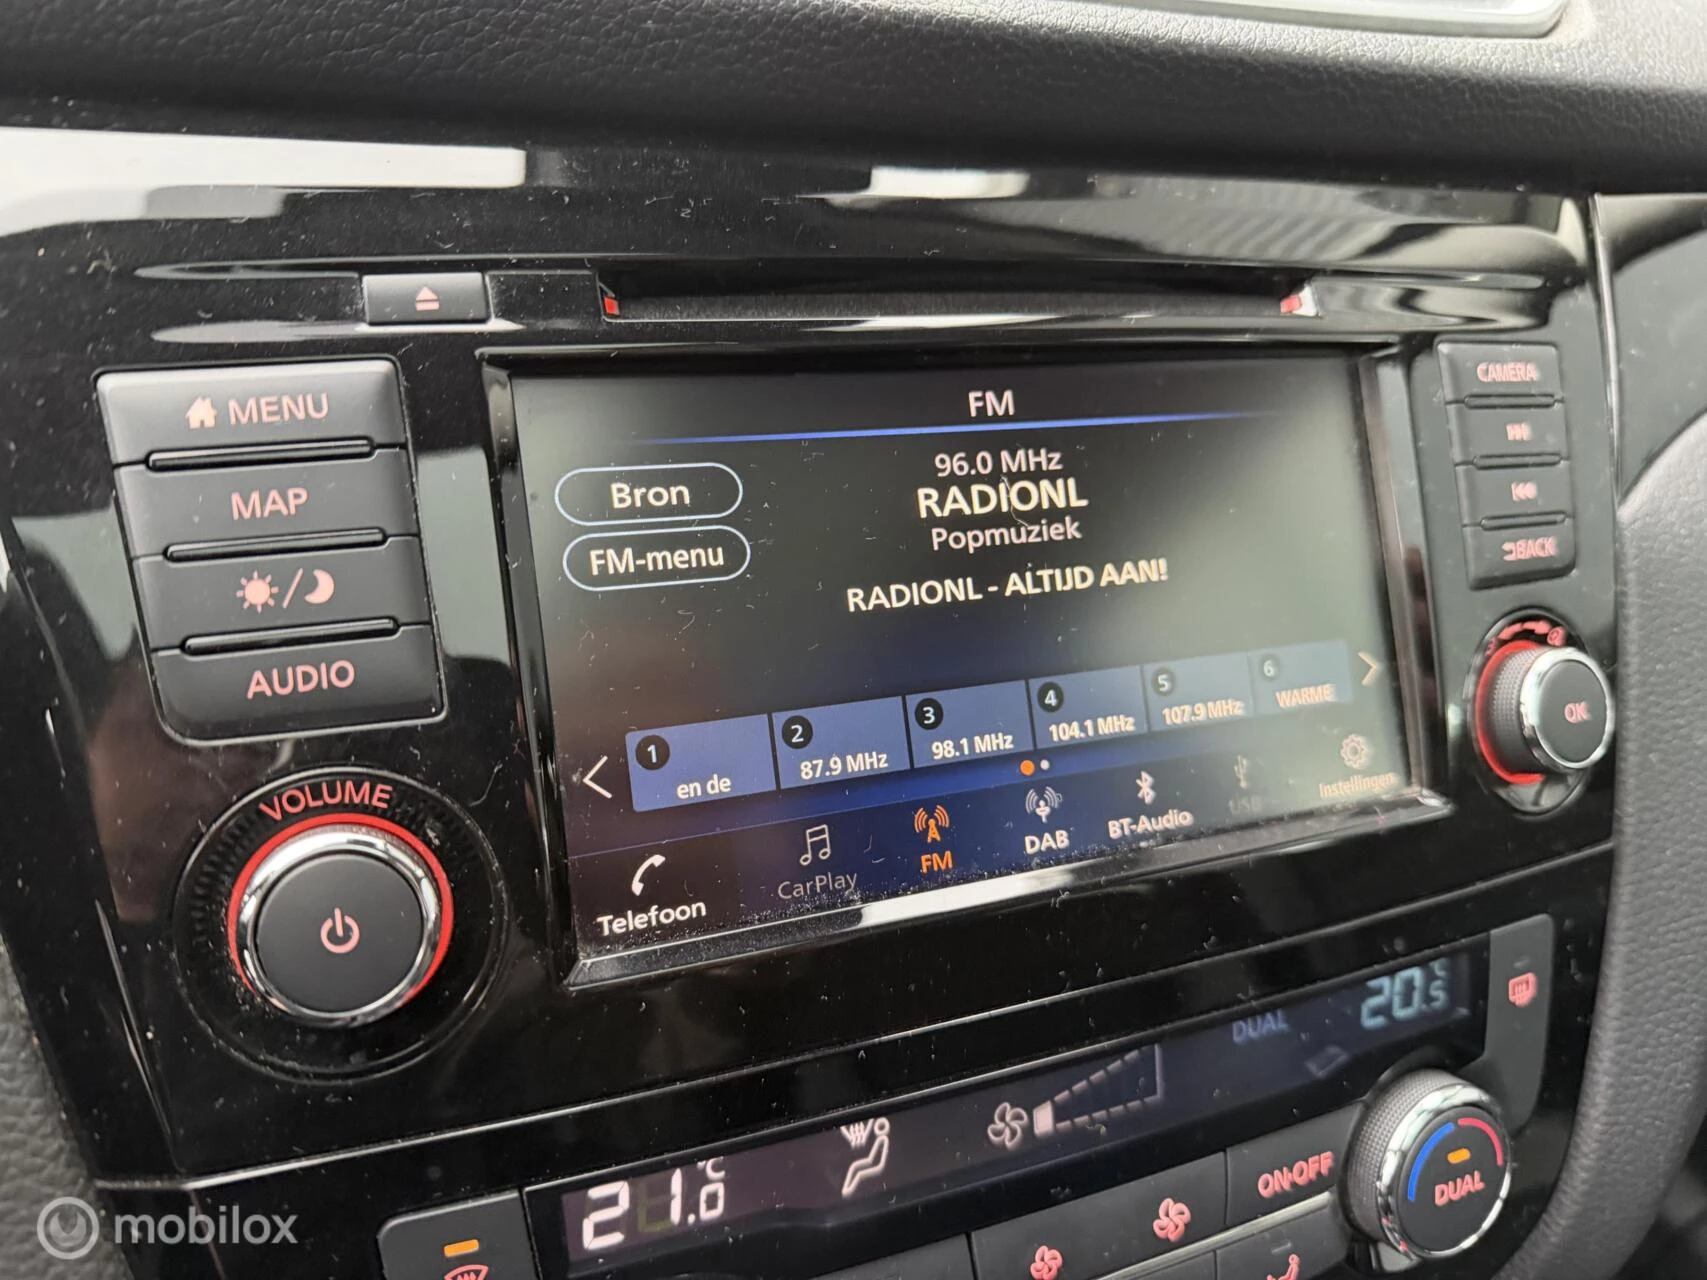 MENU
MAP
AUDIO
VOLUME
FM
96.0 MHz
Bron
RADIONL
FM-menu
Popmuziek
RADIONL - ALTIJD AAN!
1 en de
2 87.9 MHz
3 98.1 MHz
4 104.1 MHz
5 107.9 MHz
6 WARME
Telefoon
CarPlay
FM
DAB
BT-Audio
USB
Instellingen
CAMERA
BACK
OK
DUAL
20.5 °C
21.0 °C
ON·OFF
DUAL
mobilox